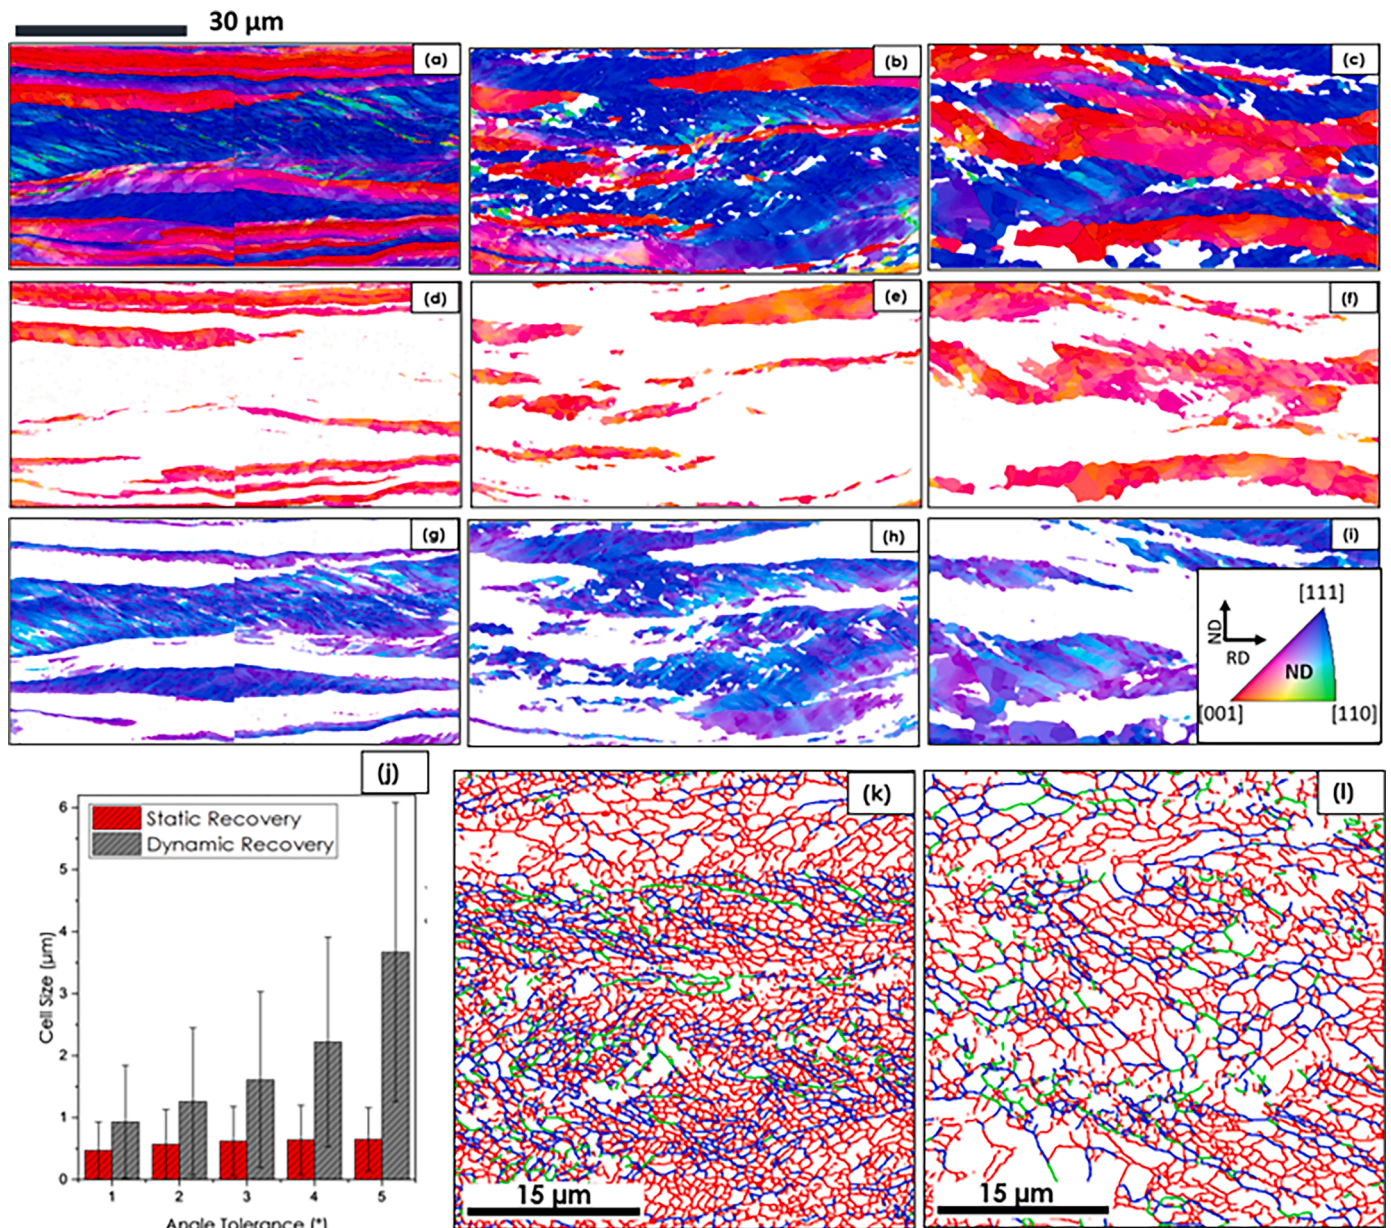 30 μm
(a)
(b)
(c)
(d)
(e)
(f)
(g)
(h)
(i)
ND
RD
[111]
ND
[001]
[110]
(j)
Static Recovery
Dynamic Recovery
Cell Size (μm)
6
5
4
3
2
1
0
1 2 3 4 5
Angle Tolerance (°)
(k)
15 μm
(l)
15 μm